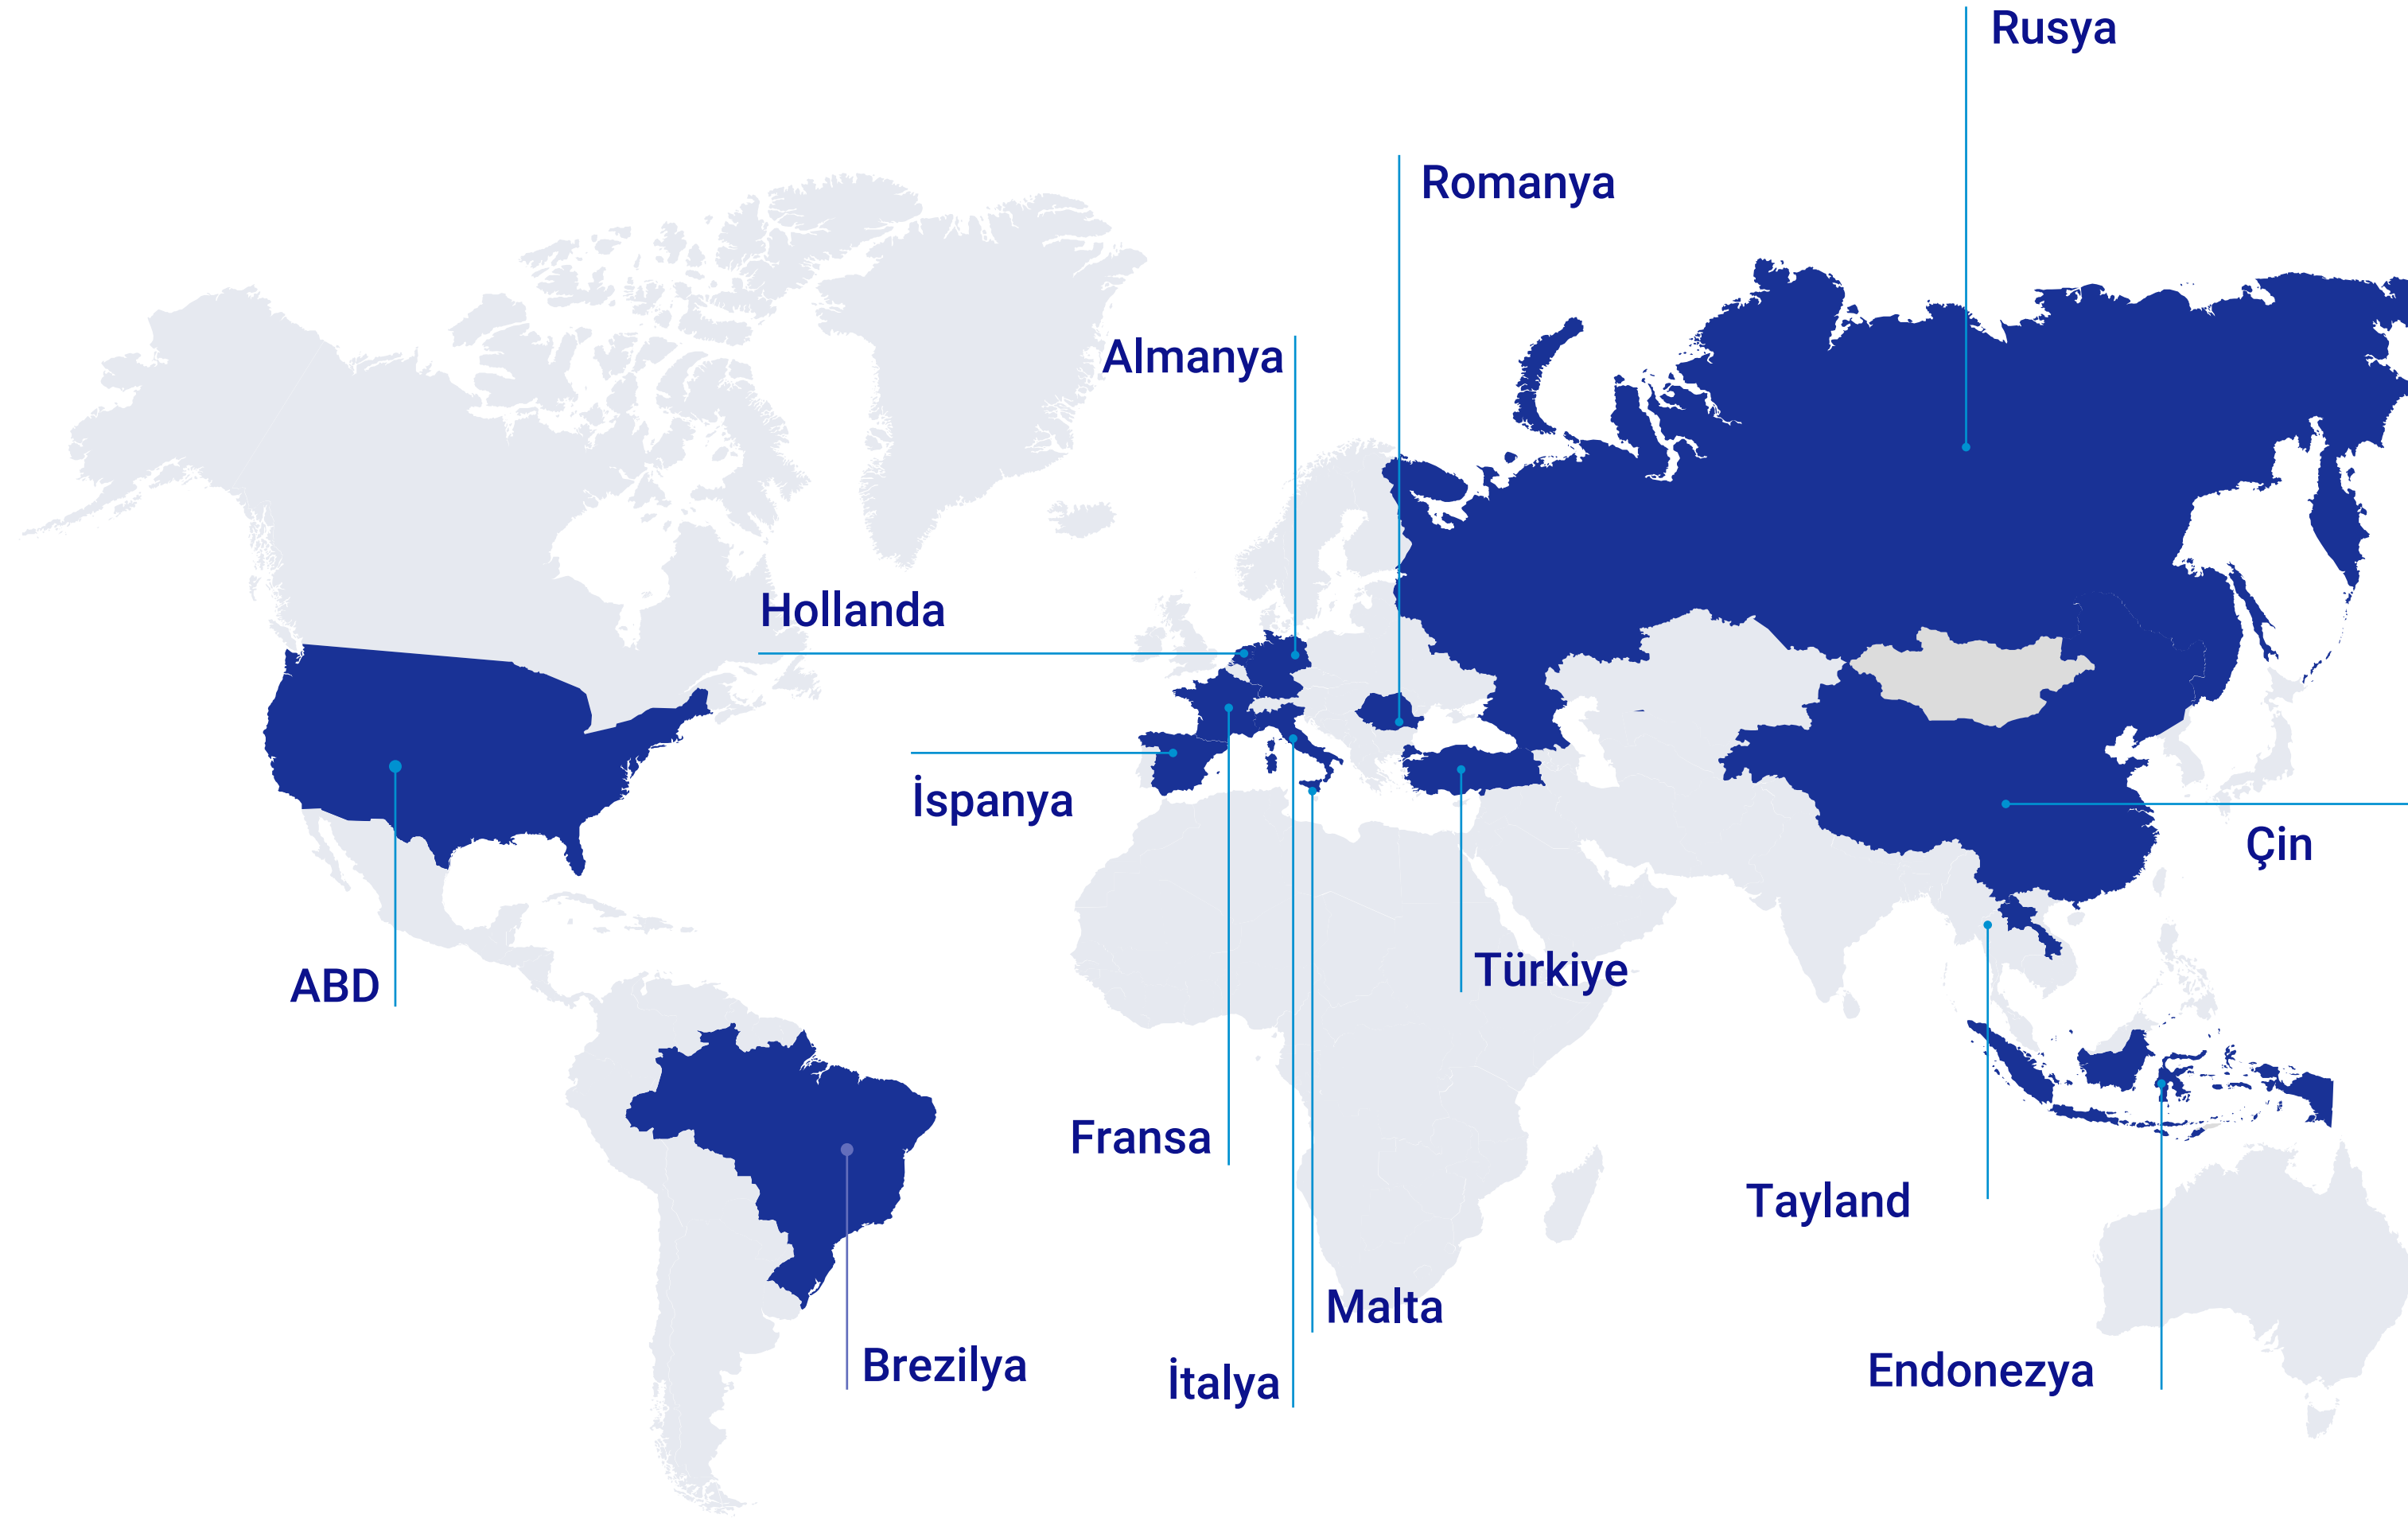 Rusya
Romanya
Almanya
Hollanda
İspanya
Çin
ABD
Türkiye
Fransa
Tayland
Malta
Brezilya
İtalya
Endonezya